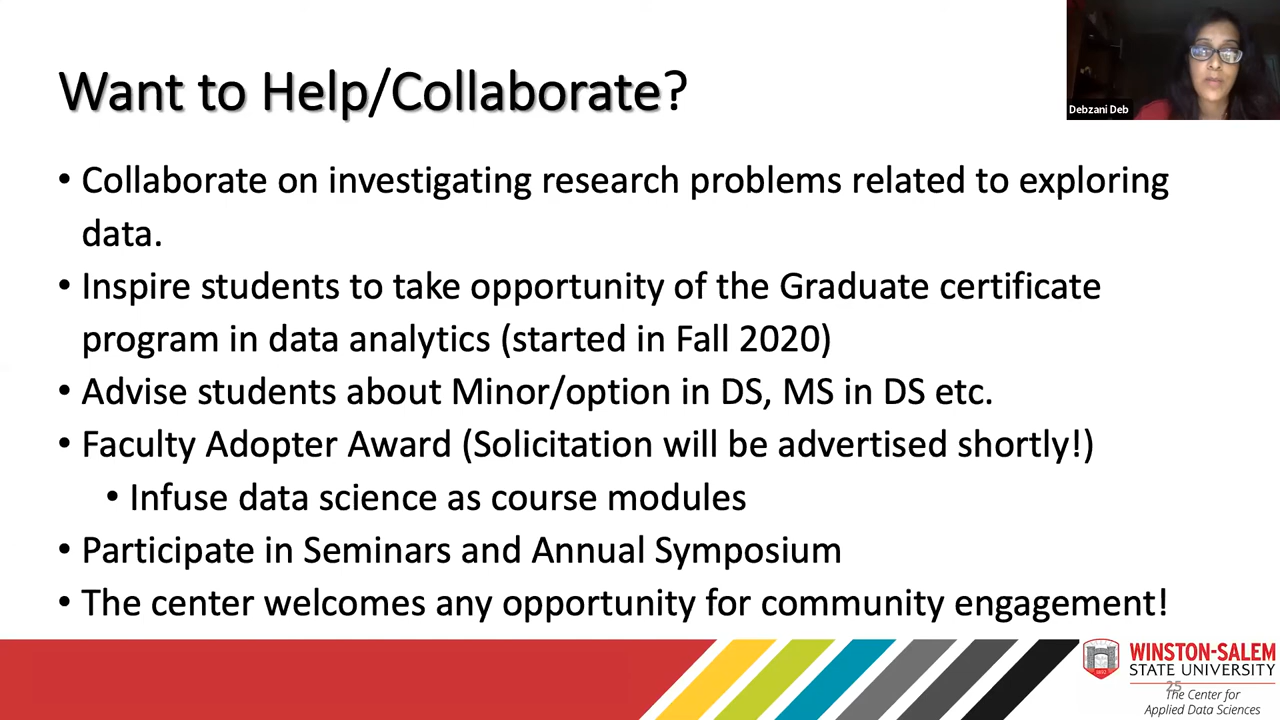 Want to Help/Collaborate?
Debzani Deb
• Collaborate on investigating research problems related to exploring
data.
• Inspire students to take opportunity of the Graduate certificate
program in data analytics (started in Fall 2020)
• Advise students about Minor/option in DS, MS in DS etc.
• Faculty Adopter Award (Solicitation will be advertised shortly!)
• Infuse data science as course modules
• Participate in Seminars and Annual Symposium
• The center welcomes any opportunity for community engagement!
WINSTON-SALEM
STATE UNIVERSITY
25
The Center for
Applied Data Sciences
1892